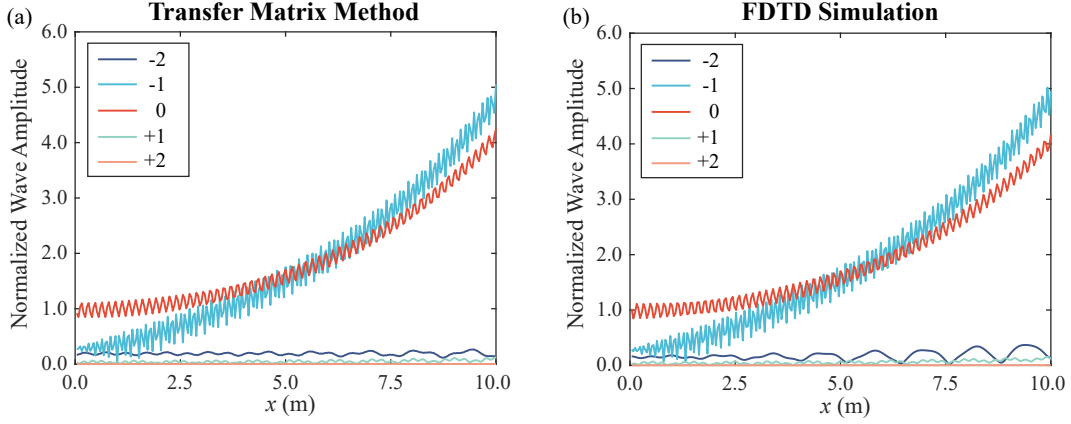 (a)
Transfer Matrix Method
Normalized Wave Amplitude
6.0
5.0
4.0
3.0
2.0
1.0
0.0
-2
-1
0
+1
+2
0.0 2.5 5.0 7.5 10.0
x (m)
(b)
FDTD Simulation
Normalized Wave Amplitude
6.0
5.0
4.0
3.0
2.0
1.0
0.0
-2
-1
0
+1
+2
0.0 2.5 5.0 7.5 10.0
x (m)